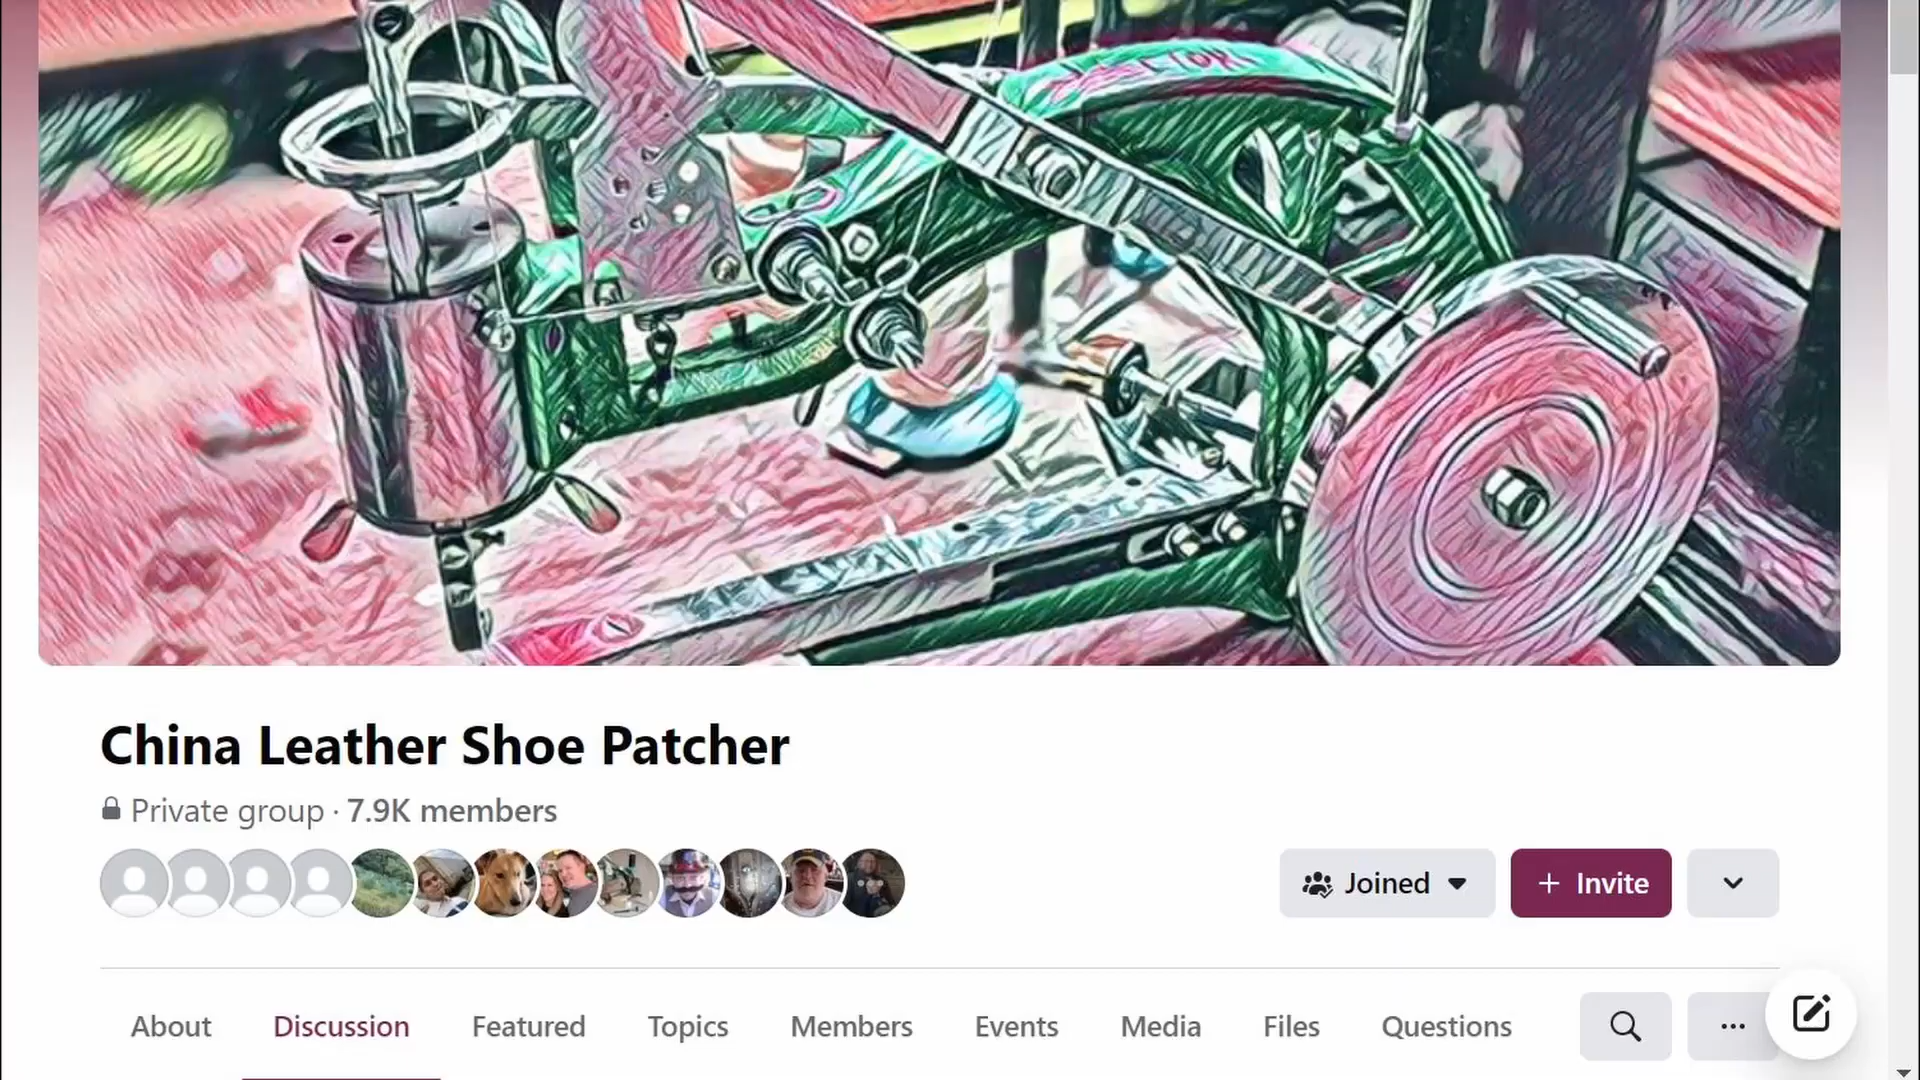 China Leather Shoe Patcher
Private group · 7.9K members
Joined
+ Invite
About Discussion Featured Topics Members Events Media Files Questions